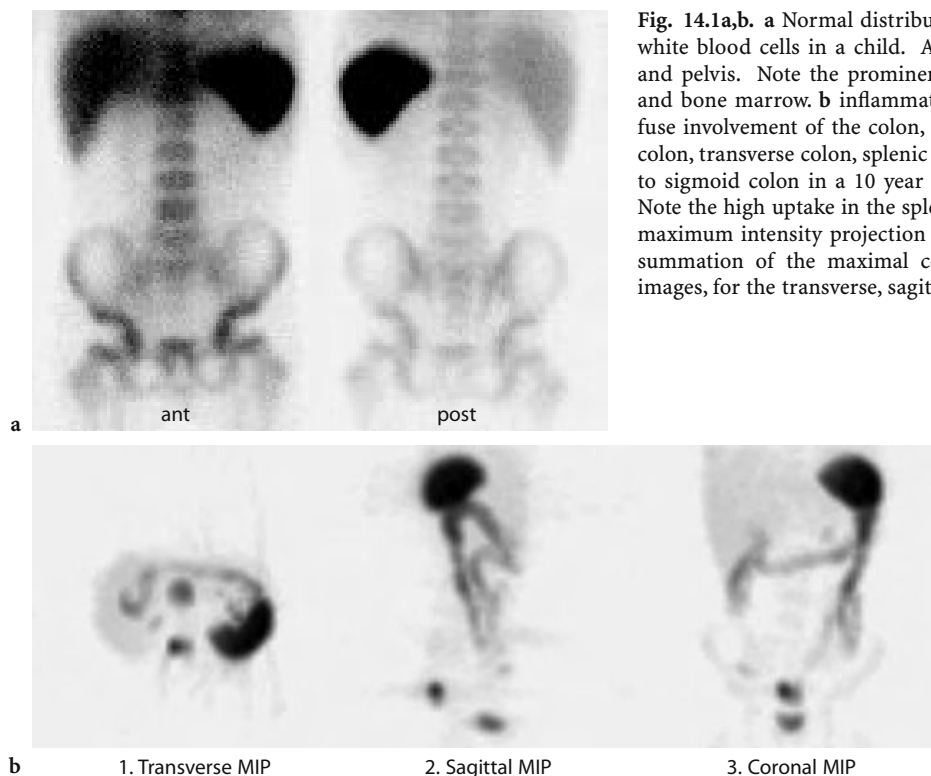 Fig. 14.1a,b. a Normal distribu
white blood cells in a child. A
and pelvis. Note the prominen
and bone marrow. b inflammat
fuse involvement of the colon,
colon, transverse colon, splenic
to sigmoid colon in a 10 year
Note the high uptake in the sple
maximum intensity projection
summation of the maximal c
images, for the transverse, sagit
ant
post
a
b
1. Transverse MIP
2. Sagittal MIP
3. Coronal MIP